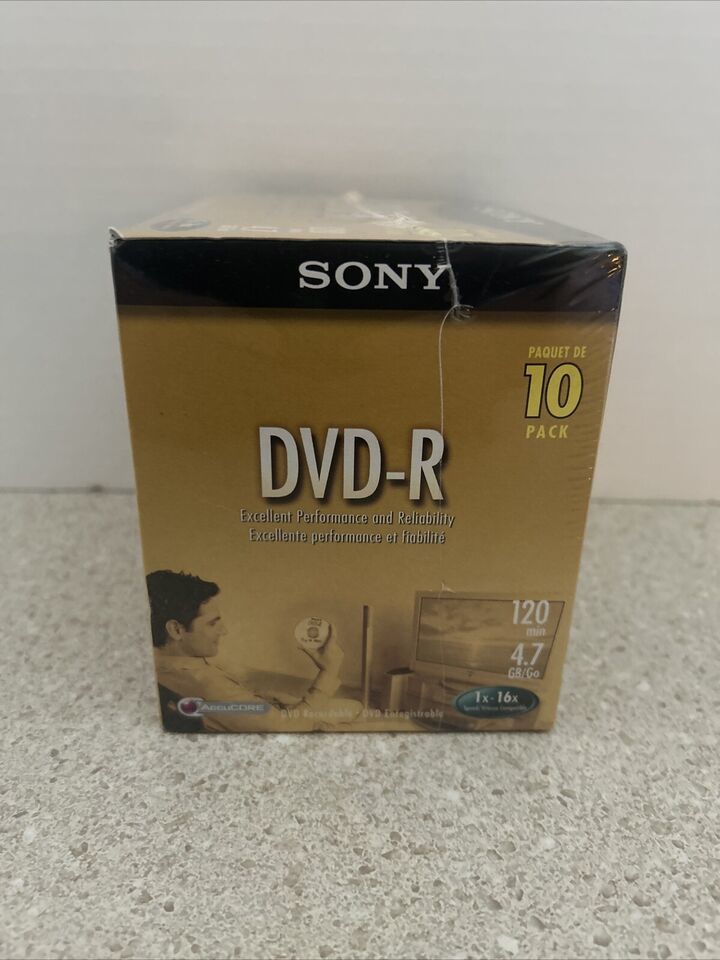 SONY
PAQUET DE
10
PACK
DVD-R
Excellent Performance and Reliability
Excellente performance et fiabilité
120
min
4.7
GB/Go
1x - 16x
AccuCORE
DVD Recordable • DVD Enregistrable